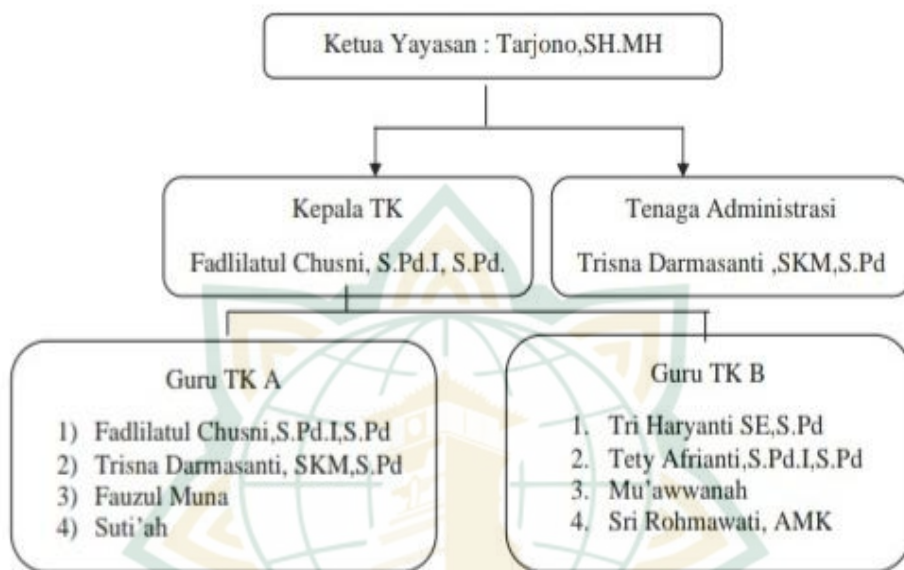 Ketua Yayasan : Tarjono,SH.MH
Kepala TK
Fadlilatul Chusni, S.Pd.I, S.Pd.
Tenaga Administrasi
Trisna Darmasanti ,SKM,S.Pd
Guru TK A
1) Fadlilatul Chusni,S.Pd.I,S.Pd
2) Trisna Darmasanti, SKM,S.Pd
3) Fauzul Muna
4) Suti’ah
Guru TK B
1. Tri Haryanti SE,S.Pd
2. Tety Afrianti,S.Pd.I,S.Pd
3. Mu’awwanah
4. Sri Rohmawati, AMK